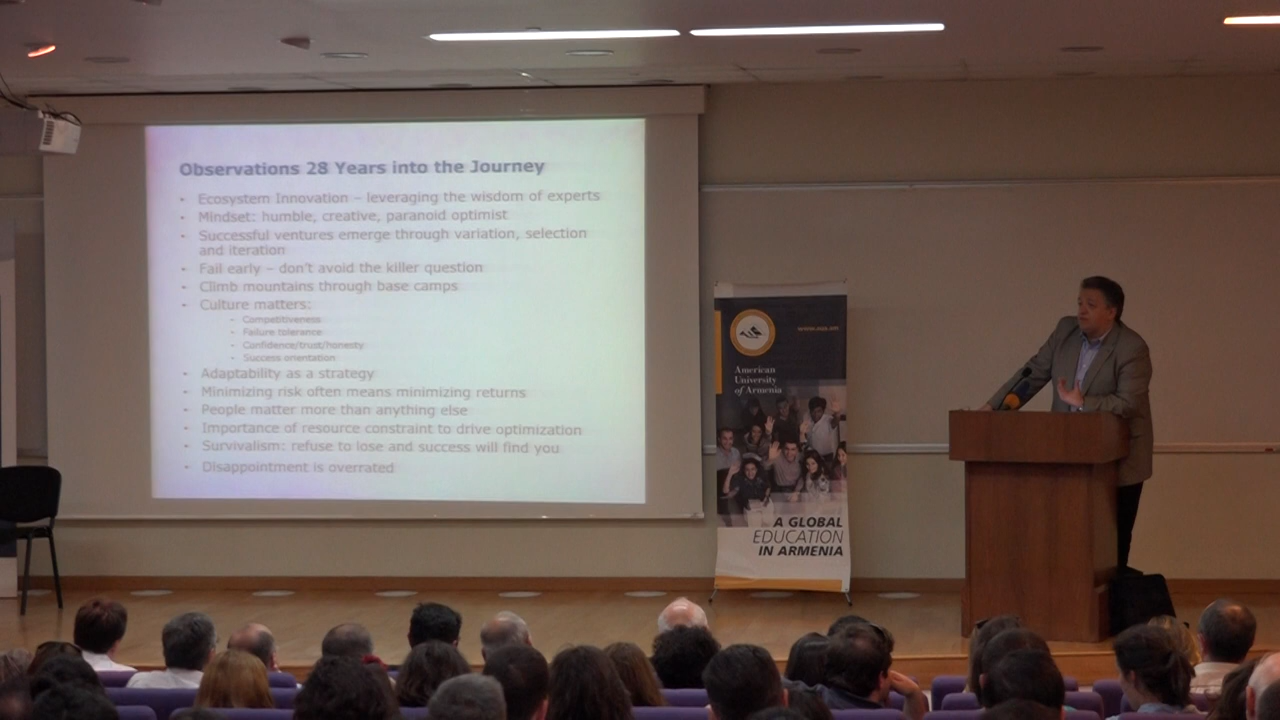 Observations 28 Years into the Journey
• Ecosystem Innovation – leveraging the wisdom of experts
• Mindset: humble, creative, paranoid optimist
• Successful ventures emerge through variation, selection
and iteration
• Fail early – don't avoid the killer question
• Climb mountains through base camps
• Culture matters:
– Competitiveness
– Failure tolerance
– Confidence/trust/honesty
– Success orientation
• Adaptability as a strategy
• Minimizing risk often means minimizing returns
• People matter more than anything else
• Importance of resource constraint to drive optimization
• Survivalism: refuse to lose and success will find you
• Disappointment is overrated
American
University
of Armenia
A GLOBAL
EDUCATION
IN ARMENIA